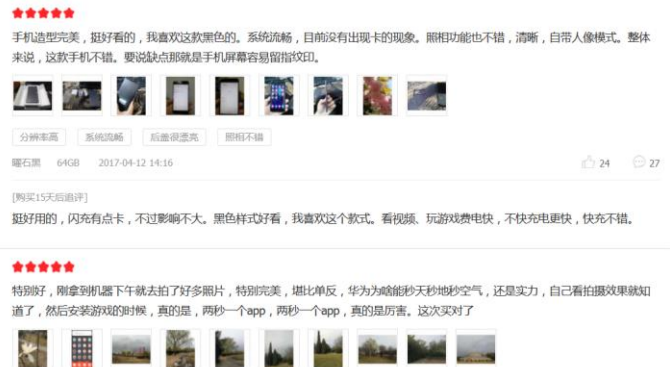 手机造型完美，挺好看的，我喜欢这款黑色的。系统流畅，目前没有出现卡的现象。照相功能也不错，清晰，自带人像模式。整体
来说，这款手机不错。要说缺点那就是手机屏幕容易留指纹印。
分辨率高 系统流畅 后盖很漂亮 照相不错
曜石黑 64GB 2017-04-12 14:16 24 27
[购买15天后追评]
挺好用的，闪充有点卡，不过影响不大。黑色样式好看，我喜欢这个款式。看视频、玩游戏费电快，不快充电更快，快充不错。
特别好，刚拿到机器下午就去拍了好多照片，特别完美，堪比单反，华为为啥能秒天秒地秒空气，还是实力，自己看拍摄效果就知
道了，然后安装游戏的时候，真的是，两秒一个app，两秒一个app，真的是厉害。这次买对了